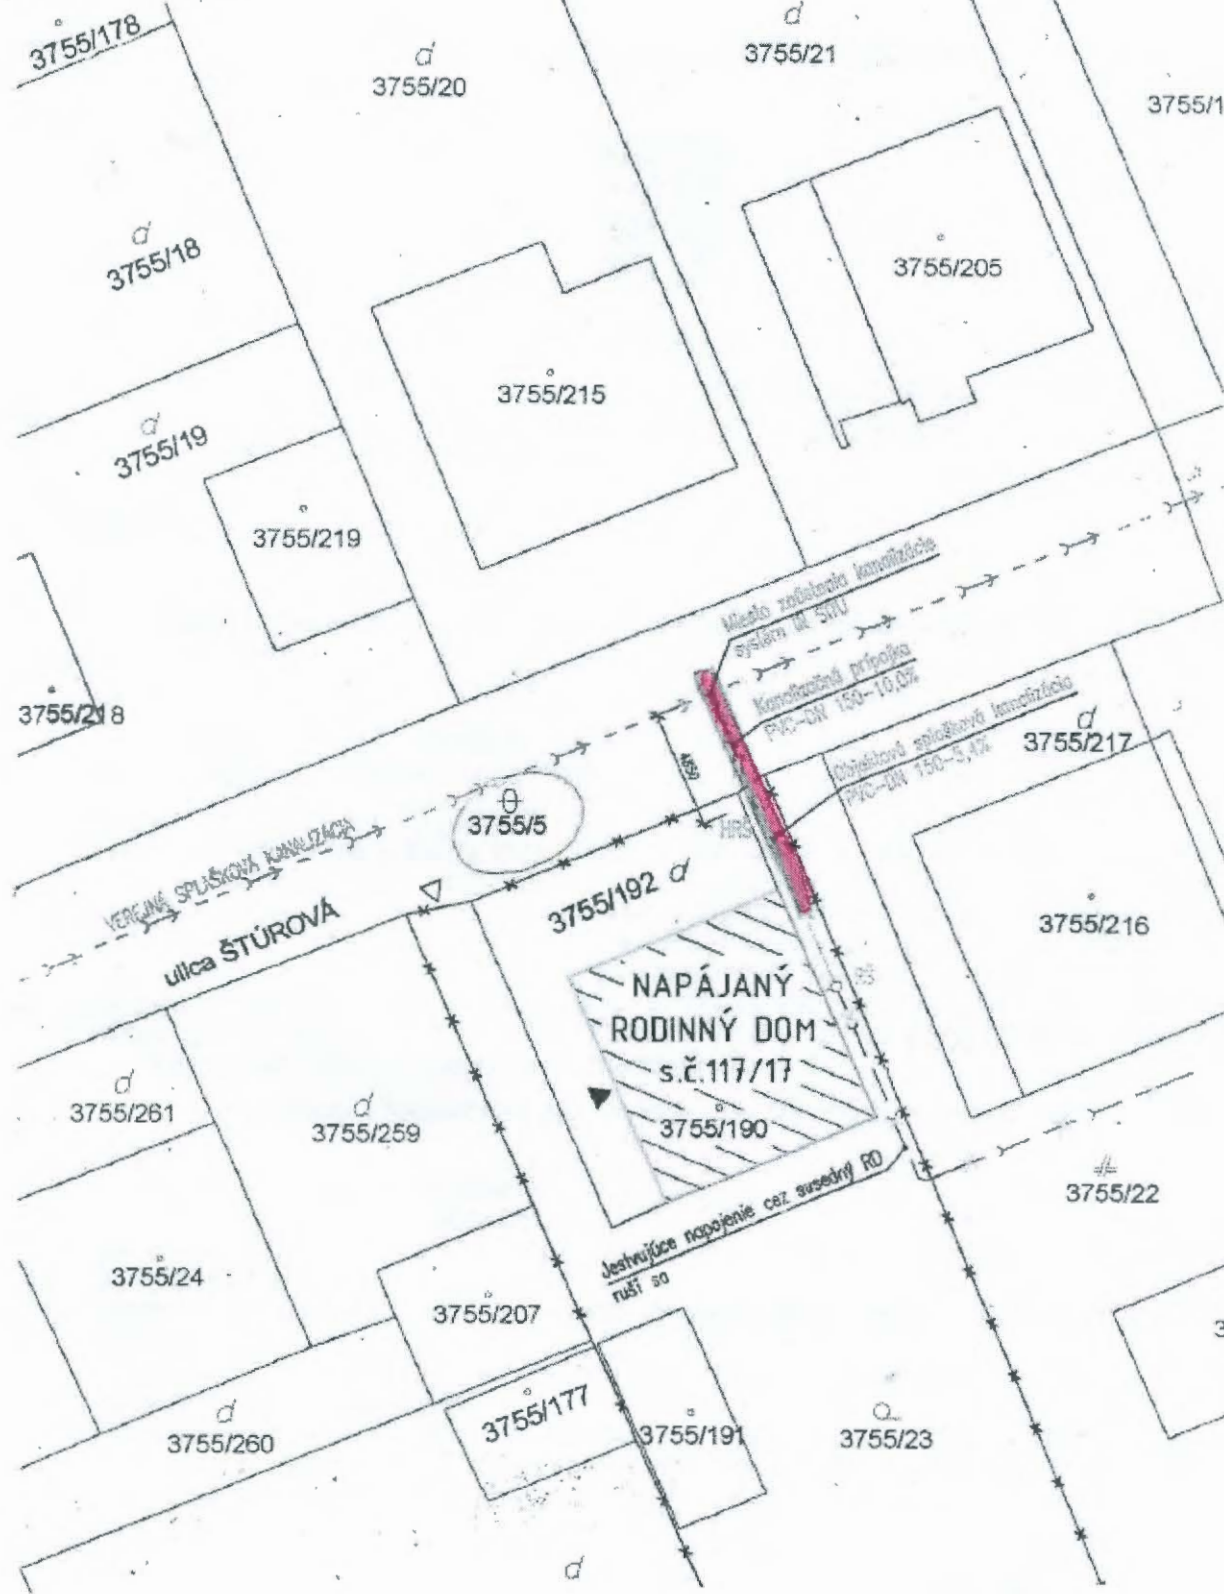 3755/178
3755/20
3755/21
3755/1
3755/18
3755/205
3755/215
3755/19
3755/219
Miesto zaústenia kanalizácie
3755/218
Kanalizačná prípojka
PVC-DN 150-10,0%
Objektová splašková kanalizácia
PVC-DN 150-5,4%
3755/217
3755/5
HRŠ
VEREJNÁ SPLAŠKOVÁ KANALIZÁCIA
ulica ŠTÚROVÁ
3755/192
3755/216
NAPÁJANÝ
RODINNÝ DOM
s.č.117/17
3755/190
3755/261
3755/259
3755/22
Jestvujúce napojenie cez susedný RD
ruší sa
3755/24
3755/207
3755/177
3755/191
3755/23
3755/260